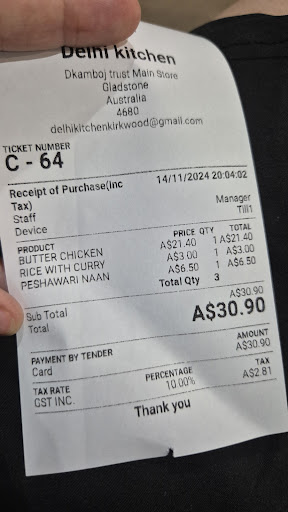 Delhi kitchen
Dkamboj trust Main Store
Gladstone
Australia
4680
delhikitchenkirkwood@gmail.com
TICKET NUMBER
C - 64
Receipt of Purchase(inc Tax) 14/11/2024 20:04:02
Staff Manager
Device Till1
PRODUCT PRICE QTY TOTAL
BUTTER CHICKEN A$21.40 1 A$21.40
RICE WITH CURRY A$3.00 1 A$3.00
PESHAWARI NAAN A$6.50 1 A$6.50
Total Qty 3
Sub Total A$30.90
Total A$30.90
PAYMENT BY TENDER AMOUNT
Card A$30.90
TAX RATE PERCENTAGE TAX
GST INC. 10.00% A$2.81
Thank you